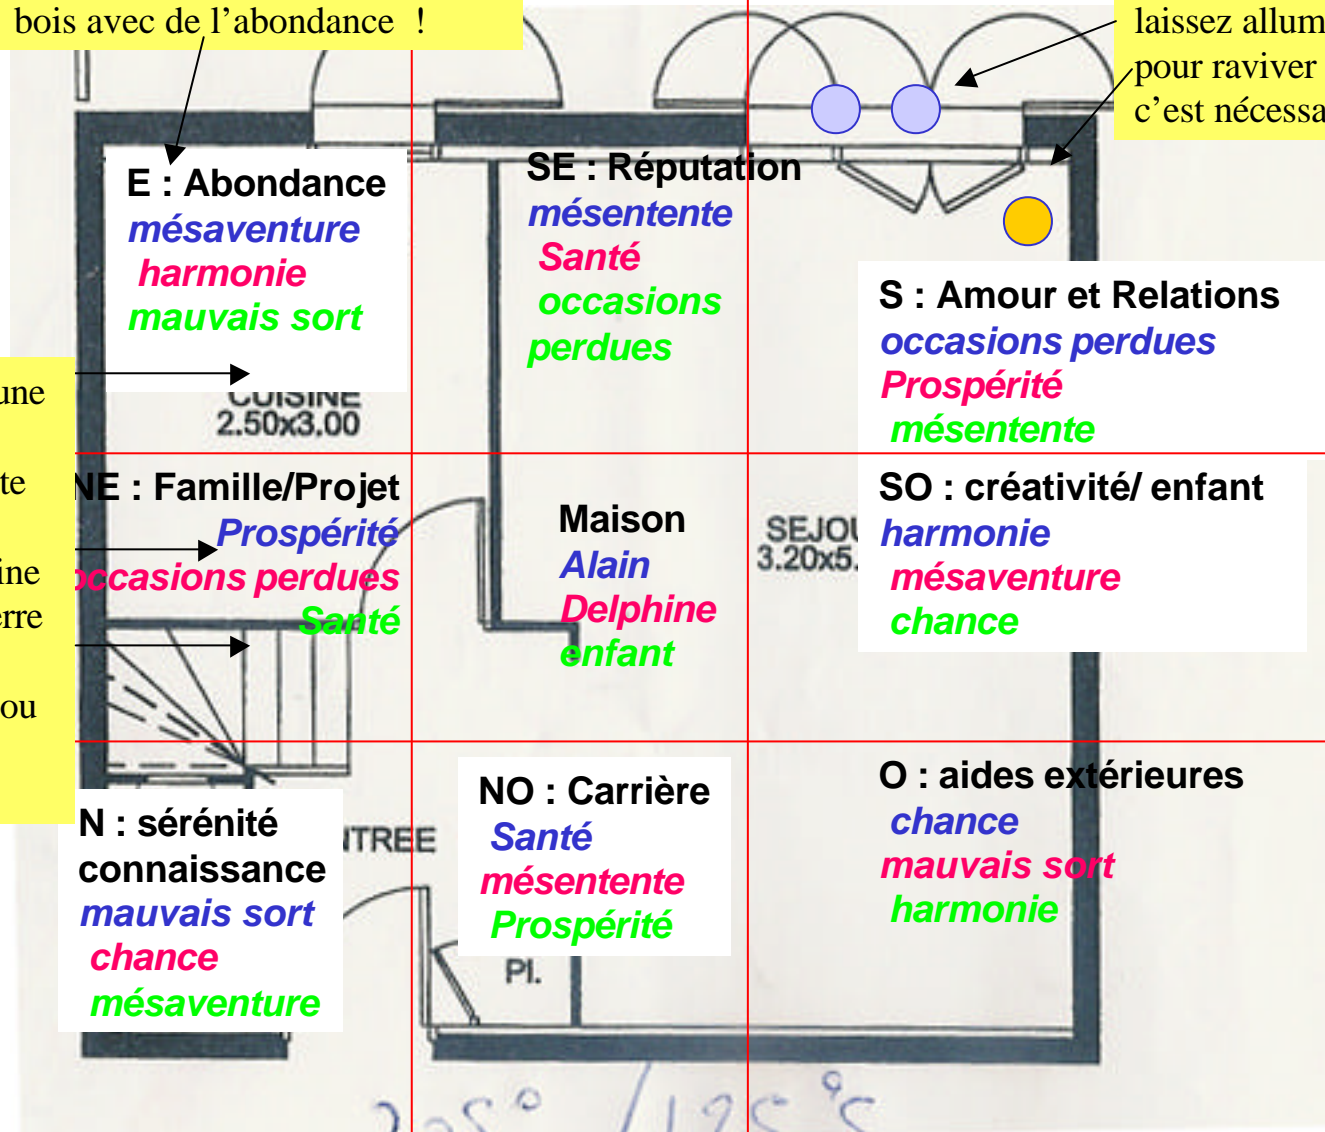 bois avec de l’abondance !
laissez allum
pour raviver
c’est nécessa
E : Abondance
mésaventure
harmonie
mauvais sort
SE : Réputation
mésentente
Santé
occasions
perdues
S : Amour et Relations
occasions perdues
Prospérité
mésentente
une
te
ine
erre
ou
CUISINE
2.50x3.00
NE : Famille/Projet
Prospérité
occasions perdues
Santé
Maison
Alain
Delphine
enfant
SEJOU
3.20x5.
SO : créativité/ enfant
harmonie
mésaventure
chance
N : sérénité
connaissance
mauvais sort
chance
mésaventure
NTREE
NO : Carrière
Santé
mésentente
Prospérité
Pl.
O : aides extérieures
chance
mauvais sort
harmonie